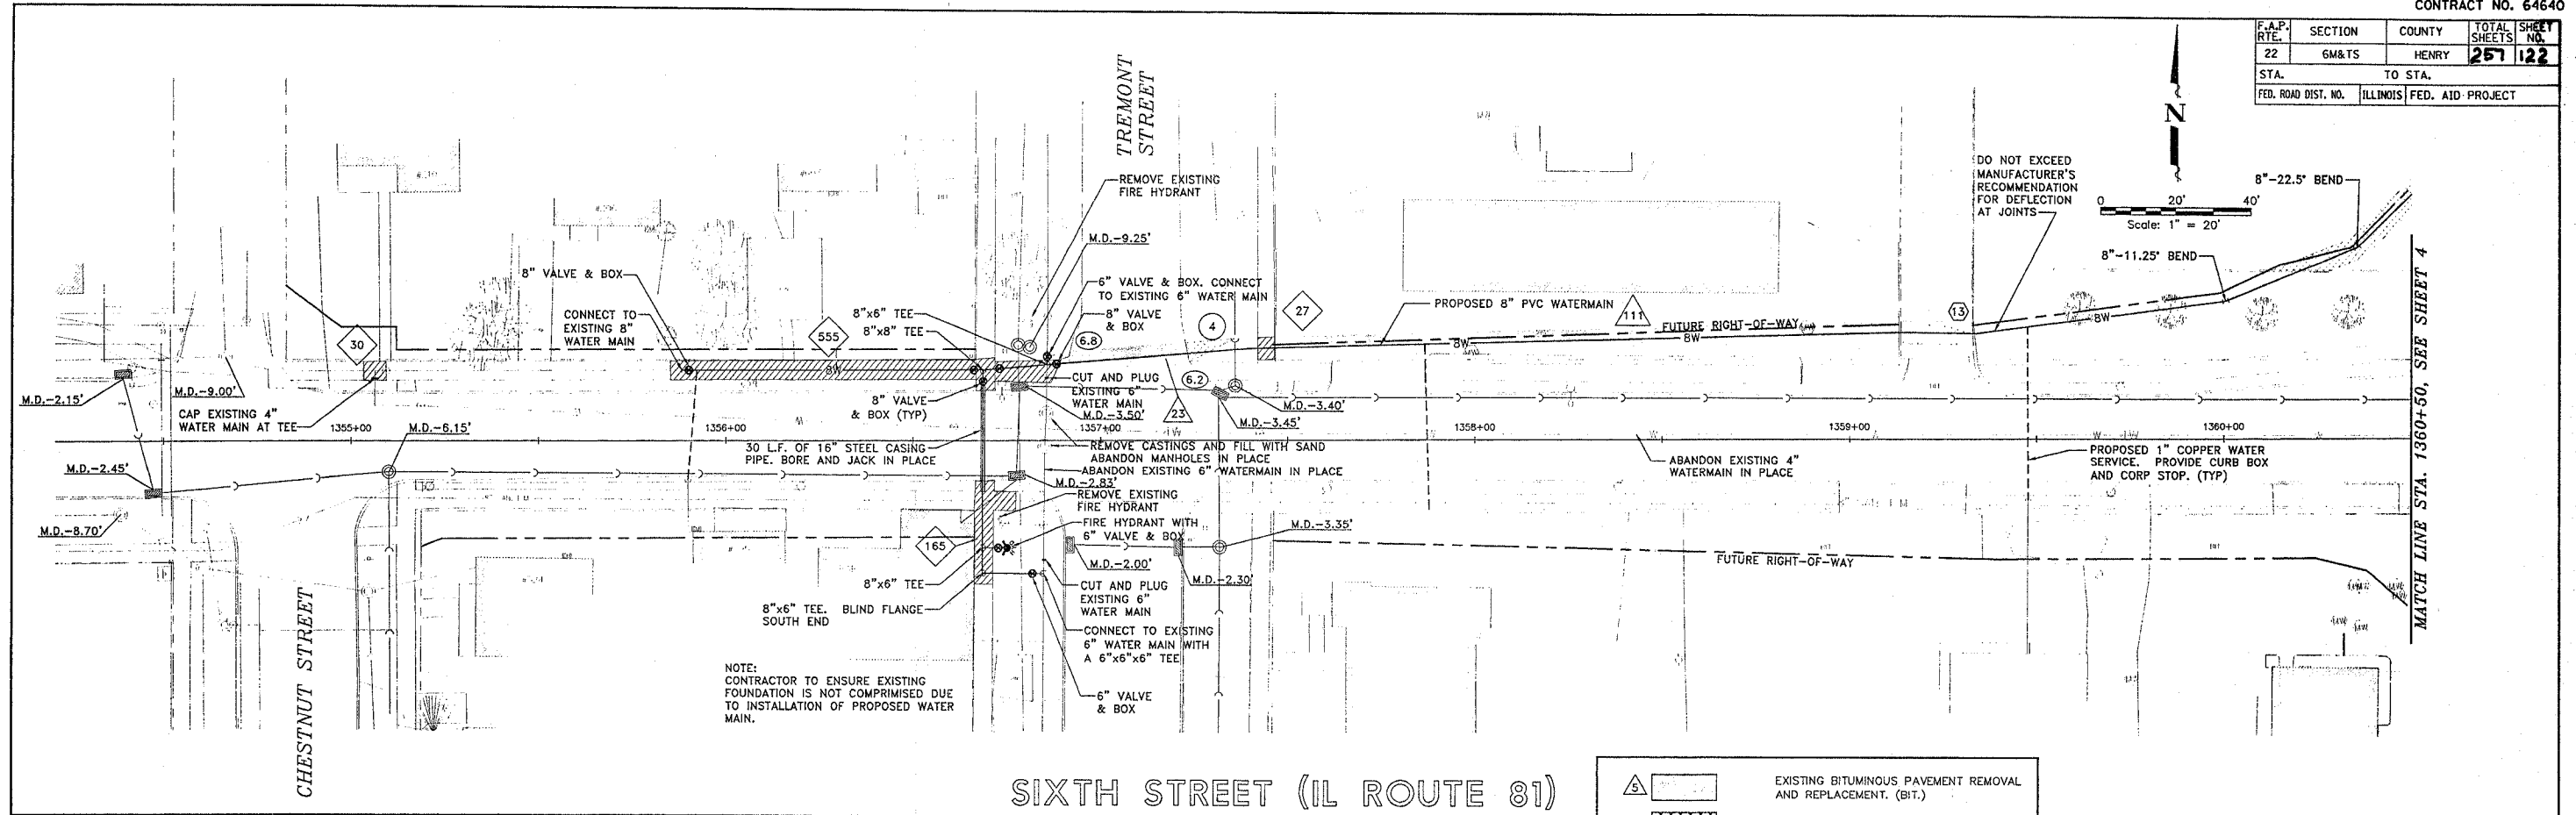 CONTRACT NO. 64640
F.A.P. RTE. SECTION COUNTY TOTAL SHEETS SHEET NO.
22 6M&TS HENRY 257 122
STA. TO STA.
FED. ROAD DIST. NO. ILLINOIS FED. AID PROJECT
N
0 20' 40'
Scale: 1" = 20'
TREMONT
STREET
REMOVE EXISTING
FIRE HYDRANT
M.D.-9.25'
6" VALVE & BOX. CONNECT
TO EXISTING 6" WATER MAIN
8" VALVE
& BOX
8" VALVE & BOX
CONNECT TO
EXISTING 8"
WATER MAIN
8"x6" TEE
8"x8" TEE
30
555
6.8
4
27
PROPOSED 8" PVC WATERMAIN
111
FUTURE RIGHT-OF-WAY
8W
8W
8W
8W
13
DO NOT EXCEED
MANUFACTURER'S
RECOMMENDATION
FOR DEFLECTION
AT JOINTS
8"-22.5° BEND
8"-11.25° BEND
MATCH LINE STA. 1360+50, SEE SHEET 4
M.D.-2.15'
M.D.-9.00'
CAP EXISTING 4"
WATER MAIN AT TEE
M.D.-6.15'
8" VALVE
& BOX (TYP)
CUT AND PLUG
EXISTING 6"
WATER MAIN
M.D.-3.50'
6.2
23
M.D.-3.40'
M.D.-3.45'
1355+00
1356+00
1357+00
1358+00
1359+00
1360+00
M.D.-2.45'
M.D.-8.70'
30 L.F. OF 16" STEEL CASING
PIPE. BORE AND JACK IN PLACE
REMOVE CASTINGS AND FILL WITH SAND
ABANDON MANHOLES IN PLACE
ABANDON EXISTING 6" WATERMAIN IN PLACE
M.D.-2.83'
REMOVE EXISTING
FIRE HYDRANT
FIRE HYDRANT WITH
6" VALVE & BOX
M.D.-3.35'
M.D.-2.00'
M.D.-2.30'
165
8"x6" TEE
8"x6" TEE. BLIND FLANGE
SOUTH END
CUT AND PLUG
EXISTING 6"
WATER MAIN
CONNECT TO EXISTING
6" WATER MAIN WITH
A 6"x6"x6" TEE
6" VALVE
& BOX
ABANDON EXISTING 4"
WATERMAIN IN PLACE
PROPOSED 1" COPPER WATER
SERVICE. PROVIDE CURB BOX
AND CORP STOP. (TYP)
FUTURE RIGHT-OF-WAY
CHESTNUT STREET
NOTE:
CONTRACTOR TO ENSURE EXISTING
FOUNDATION IS NOT COMPRIMISED DUE
TO INSTALLATION OF PROPOSED WATER
MAIN.
SIXTH STREET (IL ROUTE 81)
5
EXISTING BITUMINOUS PAVEMENT REMOVAL
AND REPLACEMENT. (BIT.)